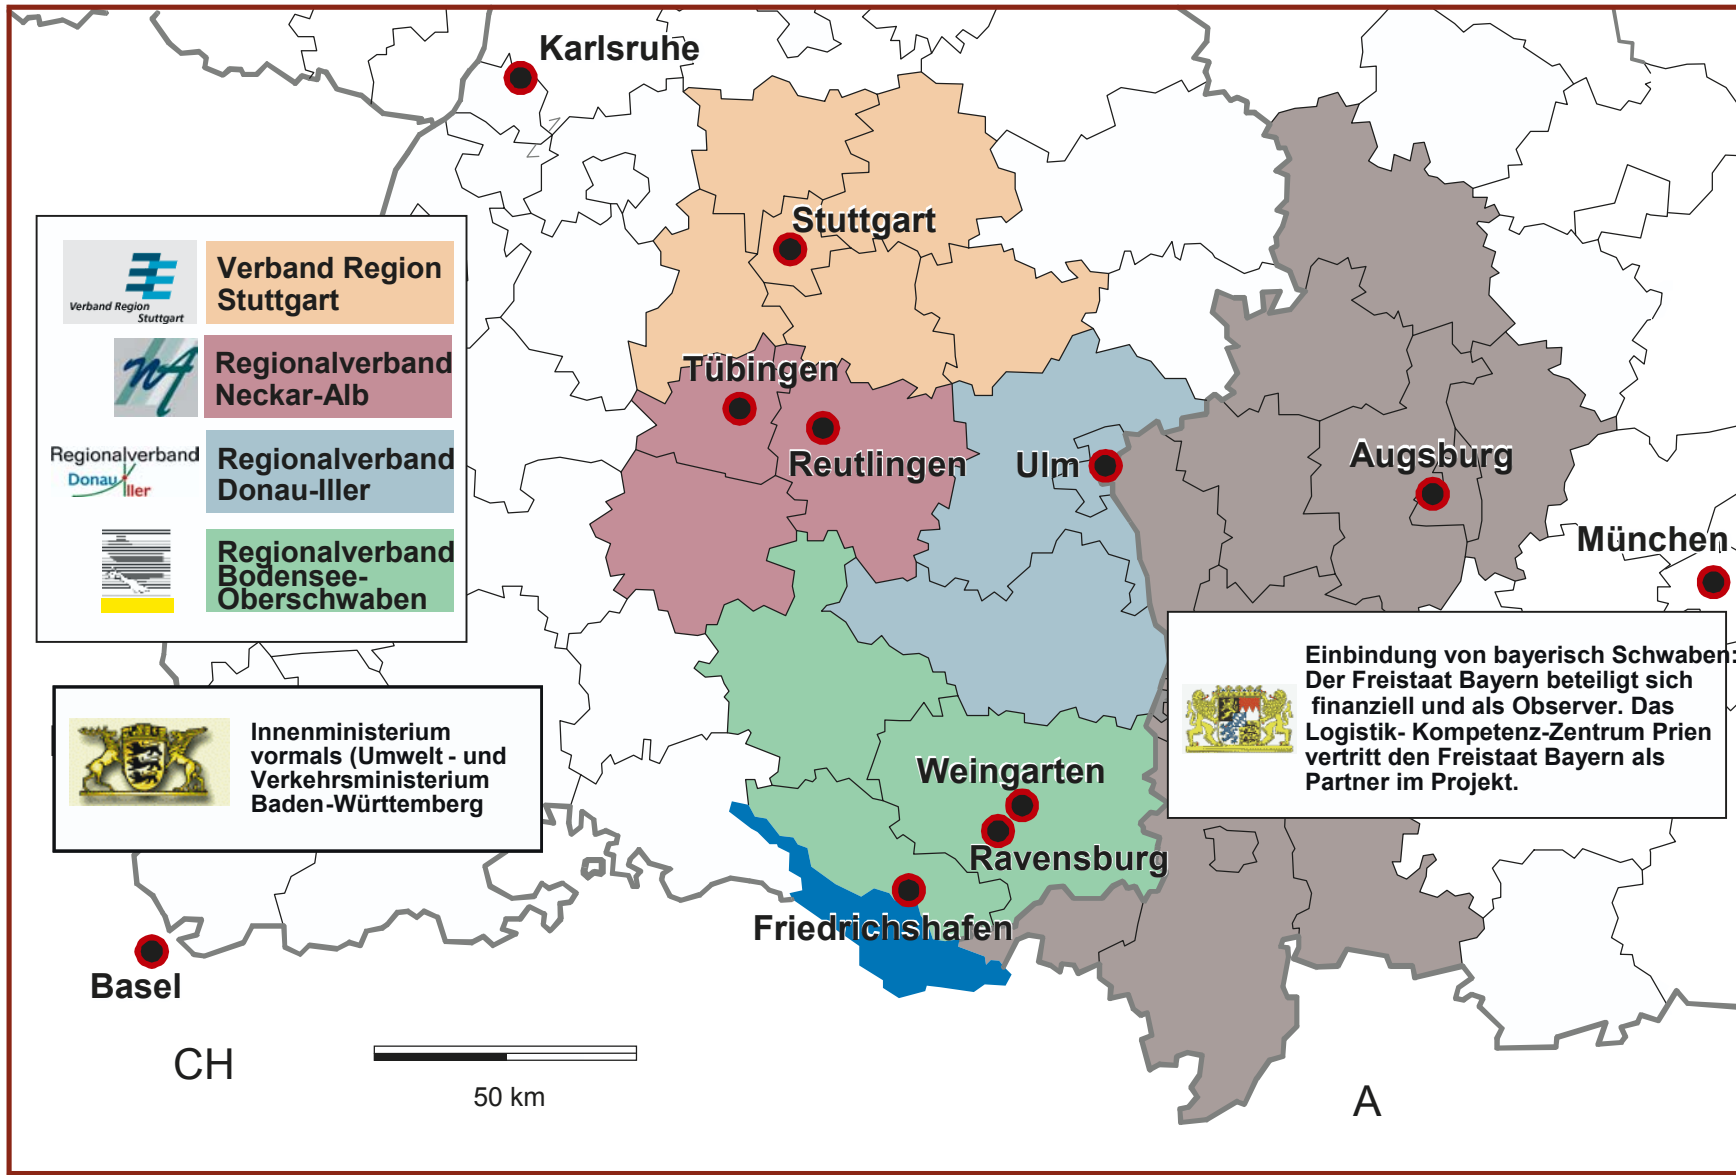 Karlsruhe
Stuttgart
Verband Region
Stuttgart
Verband Region
Stuttgart
Regionalverband
Neckar-Alb
nA
Regionalverband
Donau-Iller
Regionalverband
Donau
Iller
Regionalverband
Bodensee-
Oberschwaben
Tübingen
Reutlingen
Ulm
Augsburg
München
Innenministerium
vormals (Umwelt - und
Verkehrsministerium
Baden-Württemberg
Einbindung von bayerisch Schwaben:
Der Freistaat Bayern beteiligt sich
finanziell und als Observer. Das
Logistik- Kompetenz-Zentrum Prien
vertritt den Freistaat Bayern als
Partner im Projekt.
Weingarten
Ravensburg
Friedrichshafen
Basel
CH
50 km
A